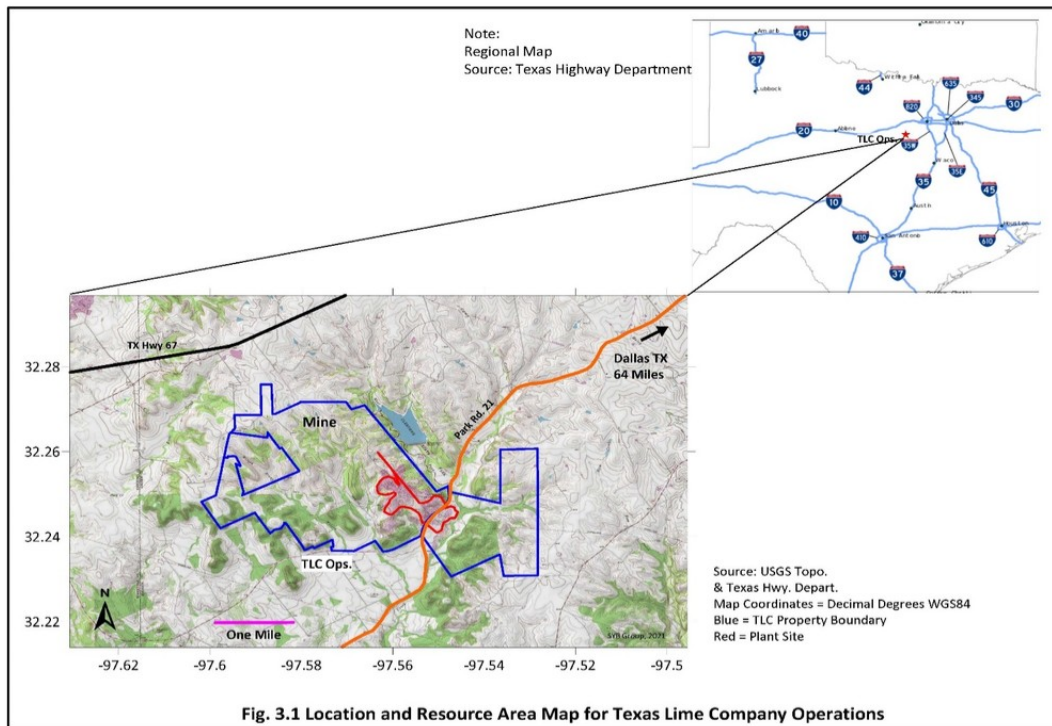 Note:
Regional Map
Source: Texas Highway Department
Amarillo
40
27
Lubbock
44
635
345
820
30
20
Abilene
TLC Ops.
35W
Waco
35E
35
45
10
Austin
Houston
410
San Antonio
610
37
TX Hwy 67
Dallas TX
64 Miles
Park Rd. 21
Mine
TLC Ops.
N
One Mile
SYB Group, 2021
32.28
32.26
32.24
32.22
-97.62
-97.6
-97.58
-97.56
-97.54
-97.52
-97.5
Source: USGS Topo.
& Texas Hwy. Depart.
Map Coordinates = Decimal Degrees WGS84
Blue = TLC Property Boundary
Red = Plant Site
Fig. 3.1 Location and Resource Area Map for Texas Lime Company Operations